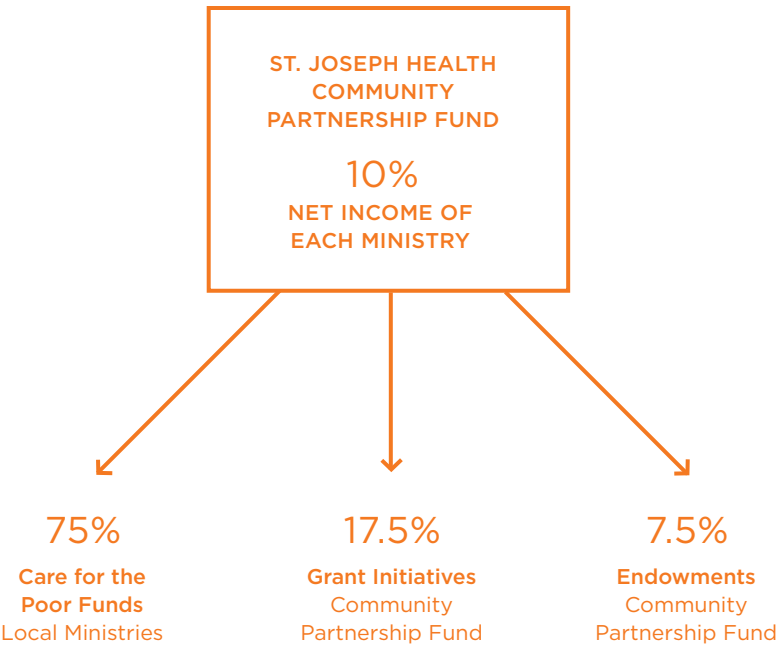 ST. JOSEPH HEALTH
COMMUNITY
PARTNERSHIP FUND
10%
NET INCOME OF
EACH MINISTRY
75%
Care for the
Poor Funds
Local Ministries
17.5%
Grant Initiatives
Community
Partnership Fund
7.5%
Endowments
Community
Partnership Fund